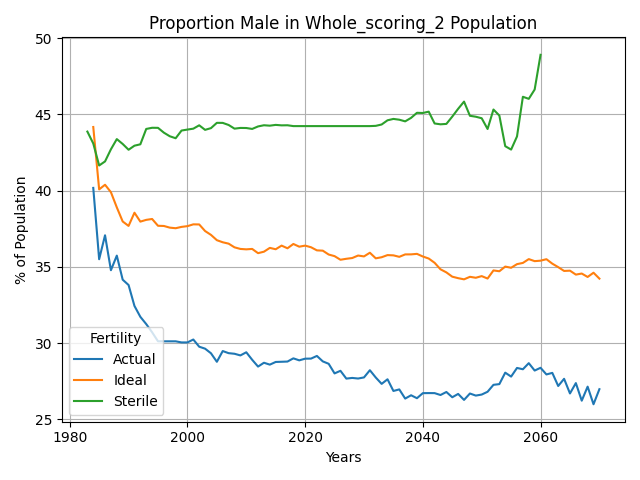 Proportion Male in Whole_scoring_2 Population
50
45
40
35
30
25
% of Population
Fertility
Actual
Ideal
Sterile
1980
2000
2020
2040
2060
Years